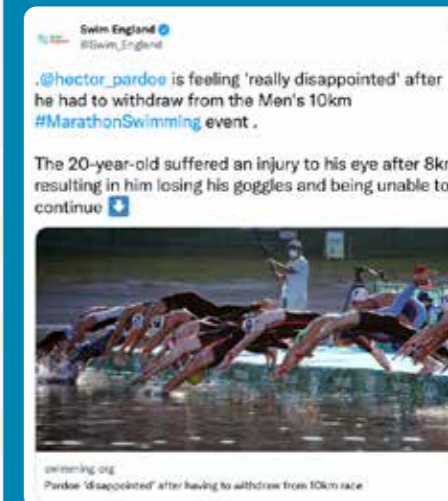 Swim England
@Swim_England
.@hector_pardoe is feeling 'really disappointed' after
he had to withdraw from the Men's 10km
#MarathonSwimming event .
The 20-year-old suffered an injury to his eye after 8km
resulting in him losing his goggles and being unable to
continue
swimming.org
Pardoe 'disappointed' after having to withdraw from 10km race